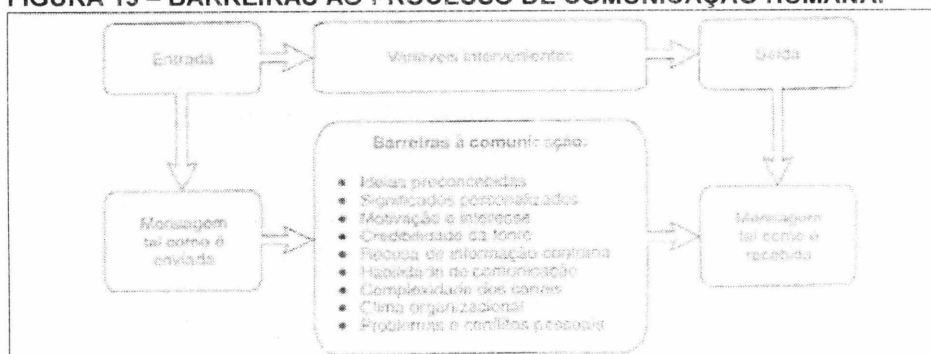 FIGURA 13 – BARREIRAS AO PROCESSO DE COMUNICAÇÃO HUMANA.
Entrada
Variáveis intervenientes
Saída
Barreiras à comunicação:
• Ideias preconcebidas
• Significados personalizados
• Motivação e interesse
• Credibilidade da fonte
• Recusa de informação contrária
• Habilidade de comunicação
• Complexidade dos canais
• Clima organizacional
• Problemas e conflitos pessoais
Mensagem
tal como é
enviada
Mensagem
tal como é
recebida